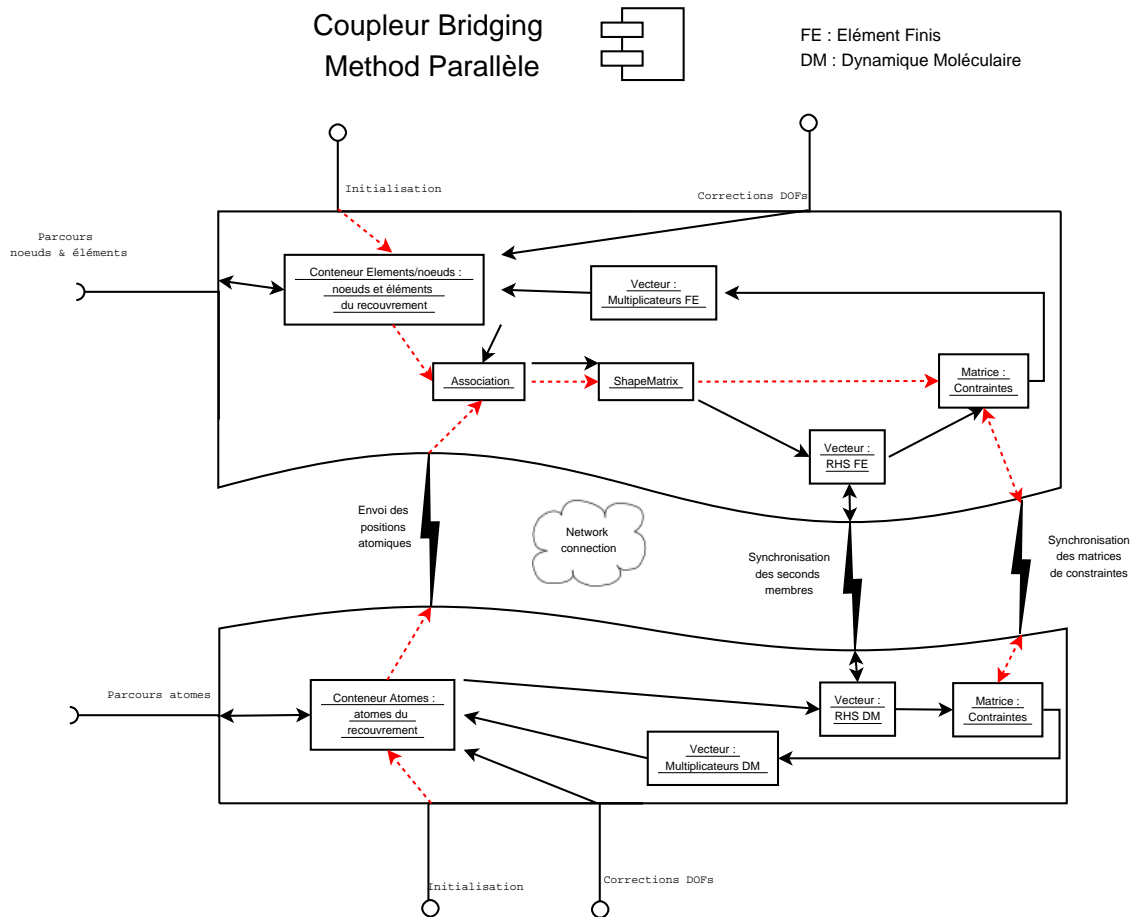 Coupleur Bridging
Method Parallèle
FE : Elément Finis
DM : Dynamique Moléculaire
Initialisation
Corrections DOFs
Parcours
noeuds & éléments
Conteneur Elements/noeuds :
noeuds et éléments
du recouvrement
Vecteur :
Multiplicateurs FE
Association
ShapeMatrix
Matrice :
Contraintes
Vecteur :
RHS FE
Envoi des
positions
atomiques
Network
connection
Synchronisation
des seconds
membres
Synchronisation
des matrices
de constraintes
Parcours atomes
Conteneur Atomes :
atomes du
recouvrement
Vecteur :
RHS DM
Matrice :
Contraintes
Vecteur :
Multiplicateurs DM
Initialisation
Corrections DOFs